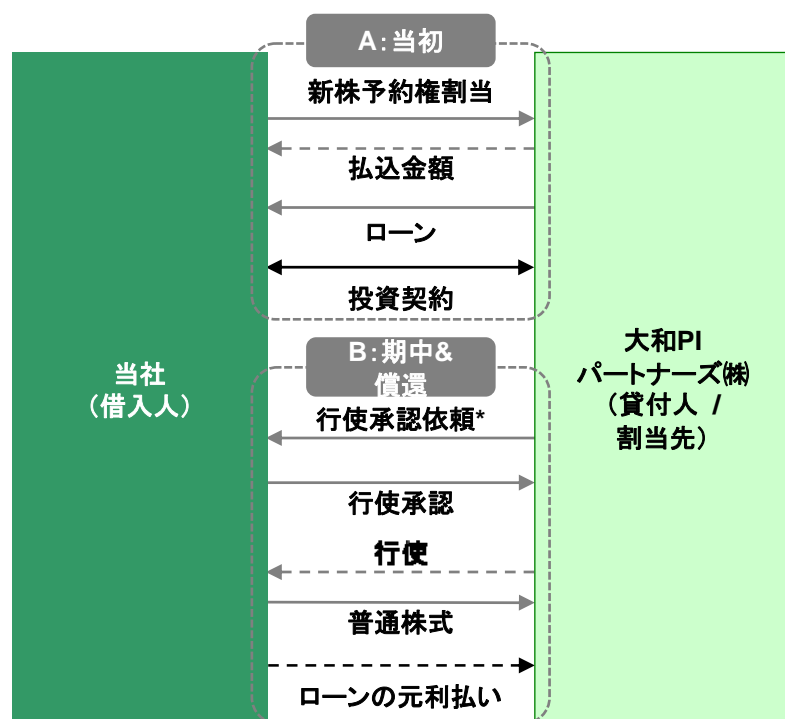 A：当初
新株予約権割当
払込金額
ローン
投資契約
B：期中&
償還
行使承認依頼*
行使承認
行使
普通株式
ローンの元利払い
当社
（借入人）
大和PI
パートナーズ㈱
（貸付人 /
割当先）